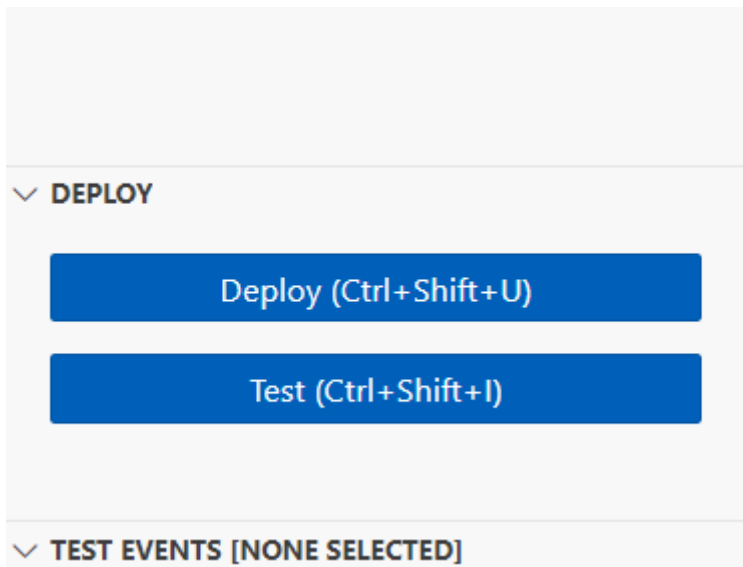 DEPLOY
Deploy (Ctrl+Shift+U)
Test (Ctrl+Shift+I)
TEST EVENTS [NONE SELECTED]